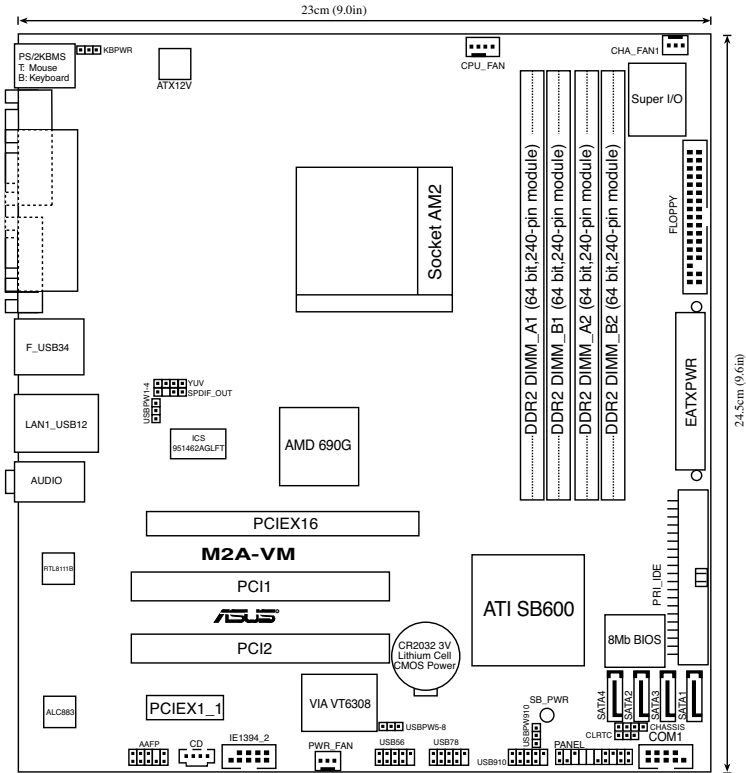 23cm (9.0in)
PS/2KBMS
T: Mouse
B: Keyboard
KBPWR
ATX12V
CPU_FAN
CHA_FAN1
Super I/O
Socket AM2
DDR2 DIMM_A1 (64 bit,240-pin module)
DDR2 DIMM_B1 (64 bit,240-pin module)
DDR2 DIMM_A2 (64 bit,240-pin module)
DDR2 DIMM_B2 (64 bit,240-pin module)
FLOPPY
24.5cm (9.6in)
F_USB34
EATXPWR
USBPW1-4
YUV
SPDIF_OUT
LAN1_USB12
ICS
951462AGLFT
AMD 690G
AUDIO
PCIEX16
M2A-VM
RTL8111B
PCI1
ASUS
ATI SB600
PRI_IDE
PCI2
CR2032 3V
Lithium Cell
CMOS Power
8Mb BIOS
ALC883
PCIEX1_1
VIA VT6308
SB_PWR
SATA4
SATA2
SATA3
SATA1
USBPW5-8
USBPW910
CHASSIS
CLRTC
COM1
AAFP
CD
IE1394_2
PWR_FAN
USB56
USB78
USB910
PANEL